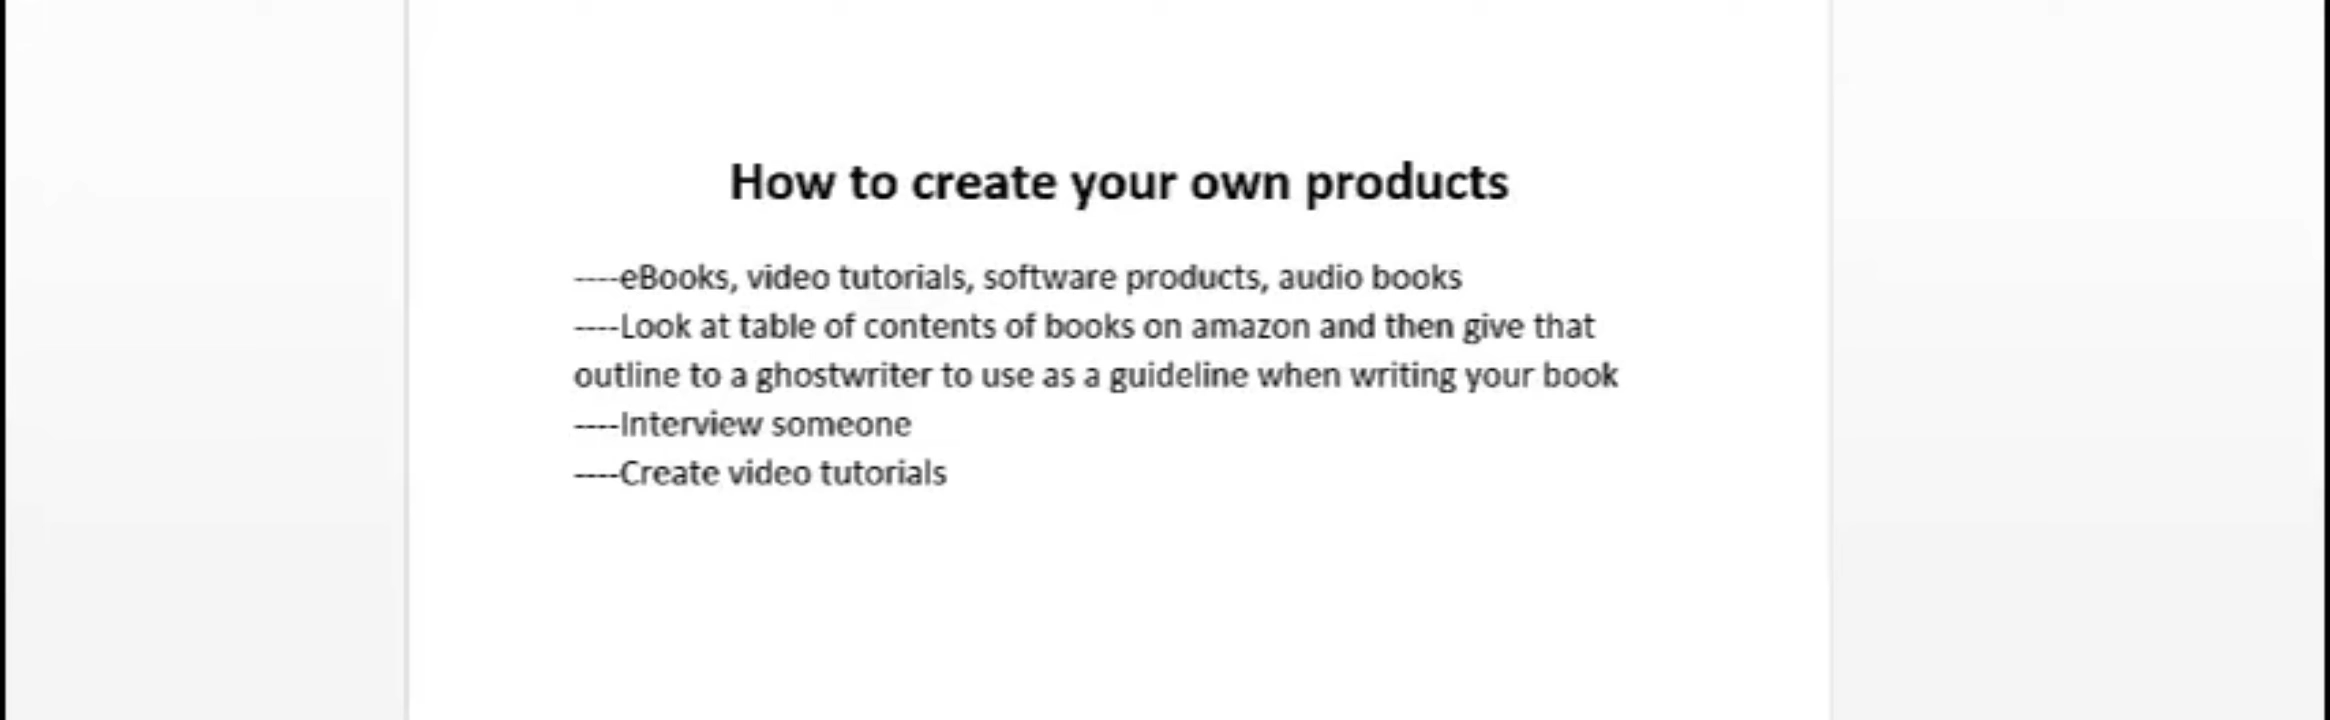 How to create your own products
----eBooks, video tutorials, software products, audio books
----Look at table of contents of books on amazon and then give that
outline to a ghostwriter to use as a guideline when writing your book
----Interview someone
----Create video tutorials